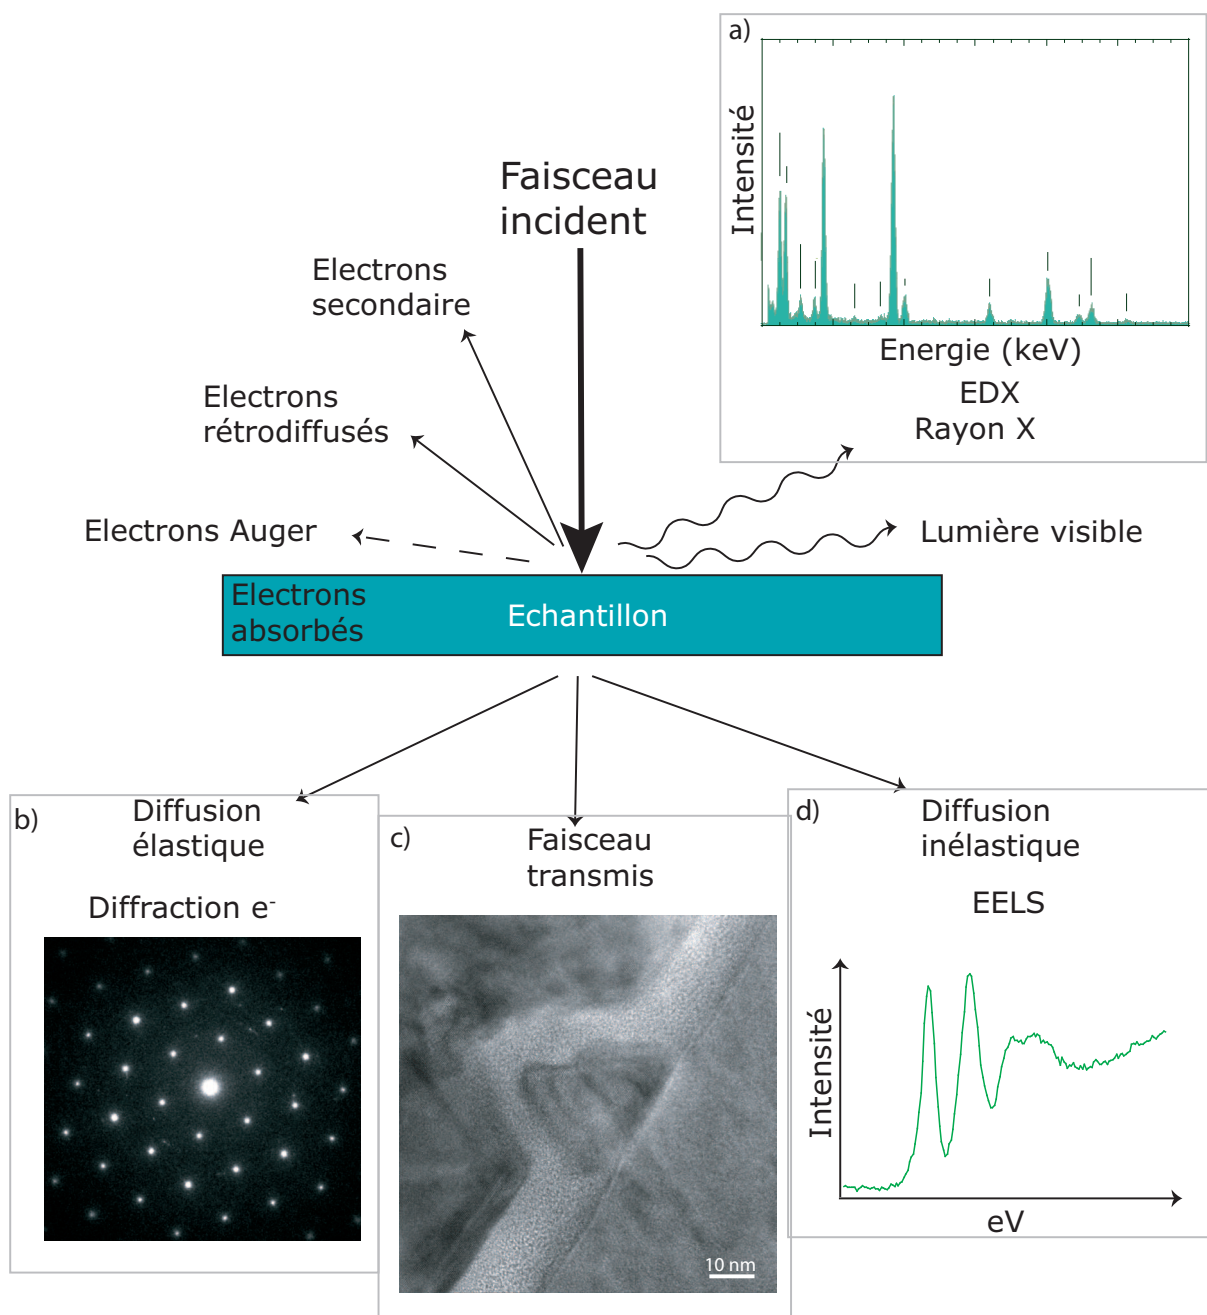 a)
Intensité
Energie (keV)
EDX
Rayon X
Faisceau
incident
Electrons
secondaire
Electrons
rétrodiffusés
Electrons Auger
Lumière visible
Electrons
absorbés
Echantillon
b)
Diffusion
élastique
Diffraction e⁻
c)
Faisceau
transmis
10 nm
d)
Diffusion
inélastique
EELS
Intensité
eV